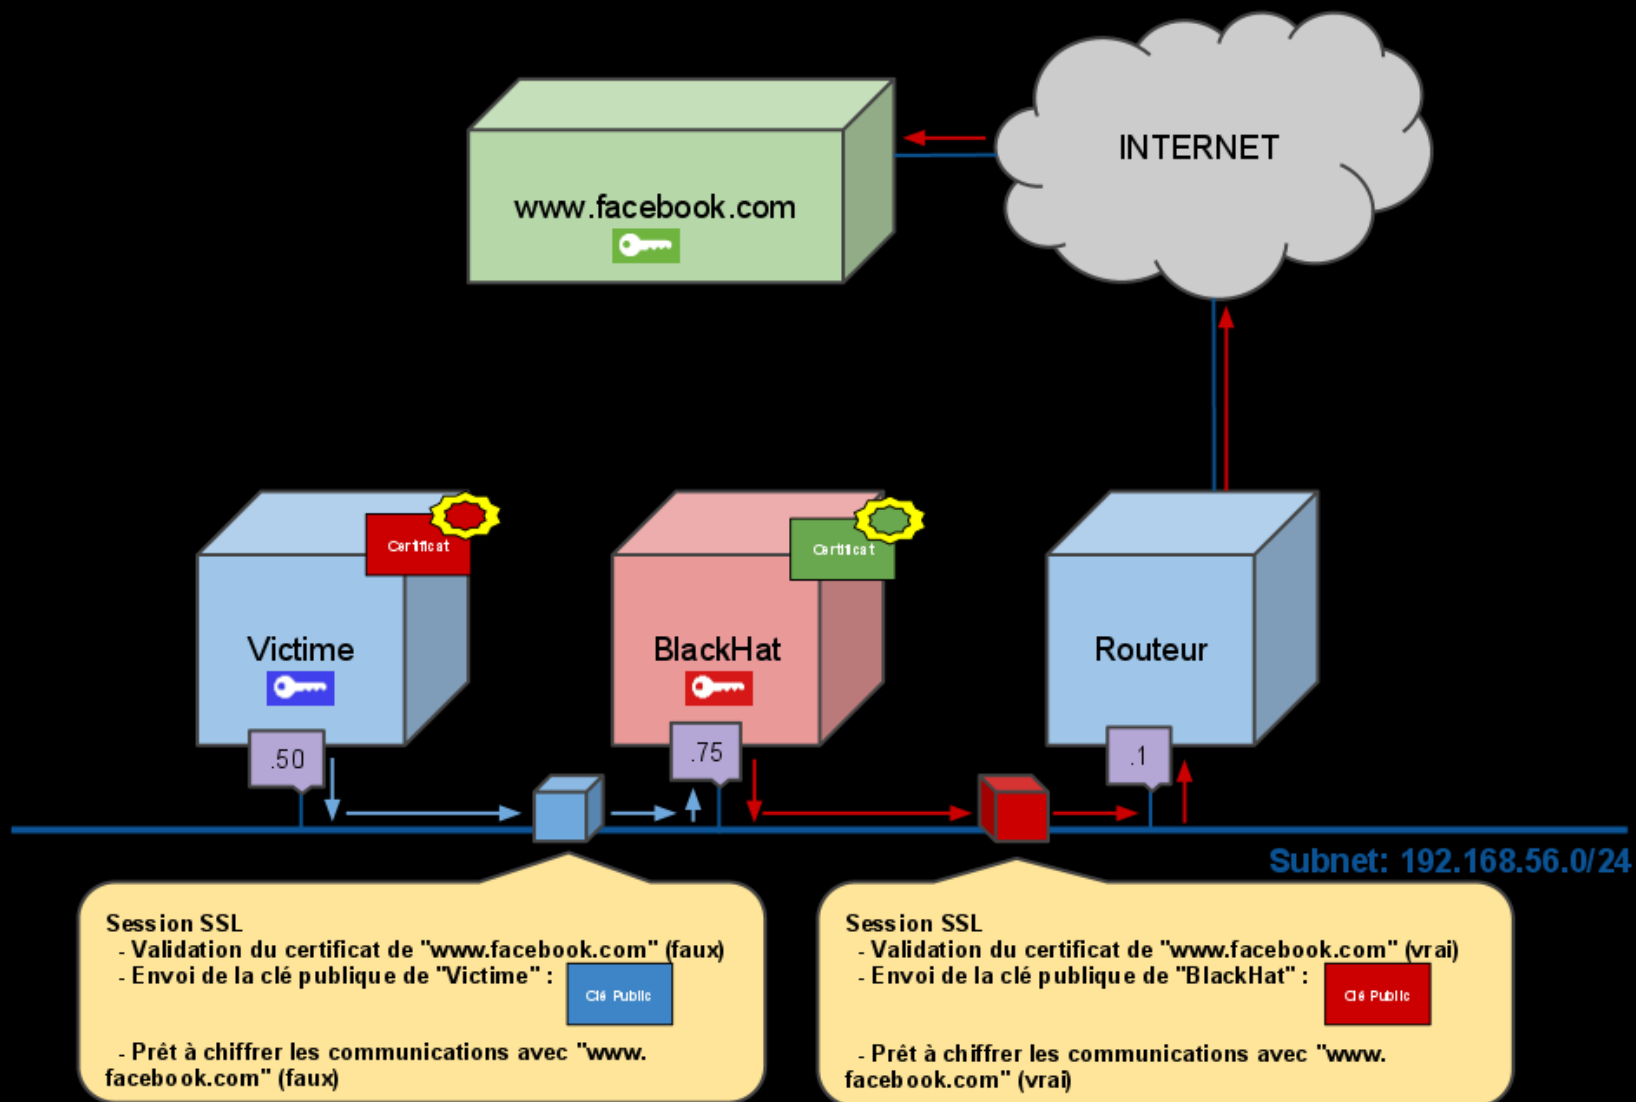 INTERNET
www.facebook.com
Certificat
Certificat
Victime
BlackHat
Routeur
.50
.75
.1
Subnet: 192.168.56.0/24
Session SSL
- Validation du certificat de "www.facebook.com" (faux)
- Envoi de la clé publique de "Victime" :
Clé Public
- Prêt à chiffrer les communications avec "www.
facebook.com" (faux)
Session SSL
- Validation du certificat de "www.facebook.com" (vrai)
- Envoi de la clé publique de "BlackHat" :
Clé Public
- Prêt à chiffrer les communications avec "www.
facebook.com" (vrai)